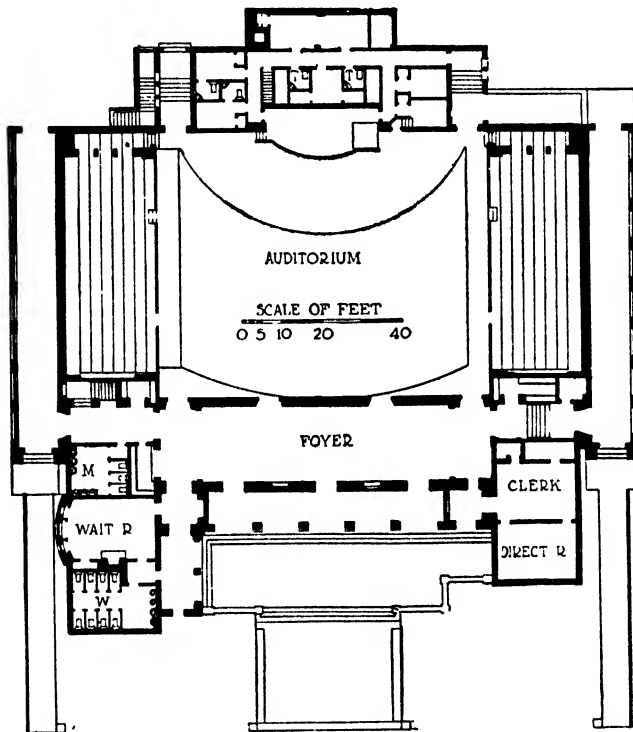 T
T
AUDITORIUM
SCALE OF FEET
0 5 10 20 40
FOYER
M
CLERK
WAIT R
DIRECT R
W